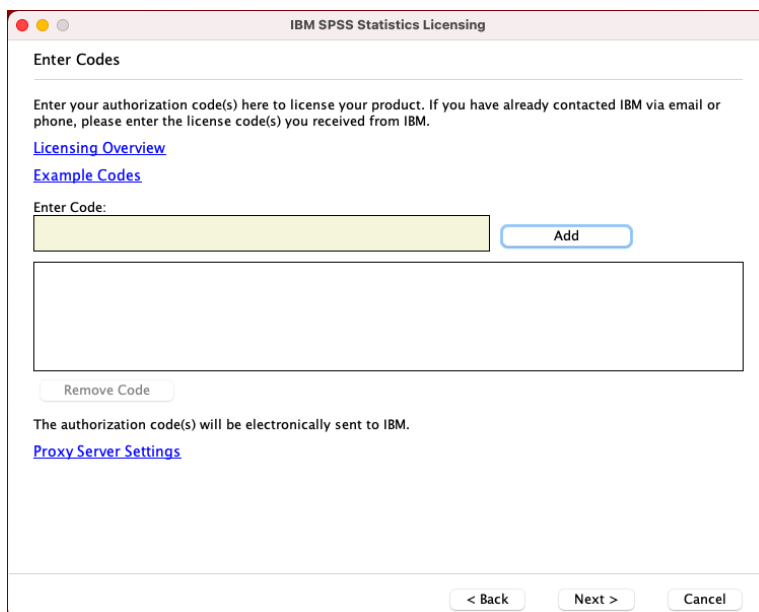 IBM SPSS Statistics Licensing
Enter Codes
Enter your authorization code(s) here to license your product. If you have already contacted IBM via email or
phone, please enter the license code(s) you received from IBM.
Licensing Overview
Example Codes
Enter Code:
Add
Remove Code
The authorization code(s) will be electronically sent to IBM.
Proxy Server Settings
< Back Next > Cancel